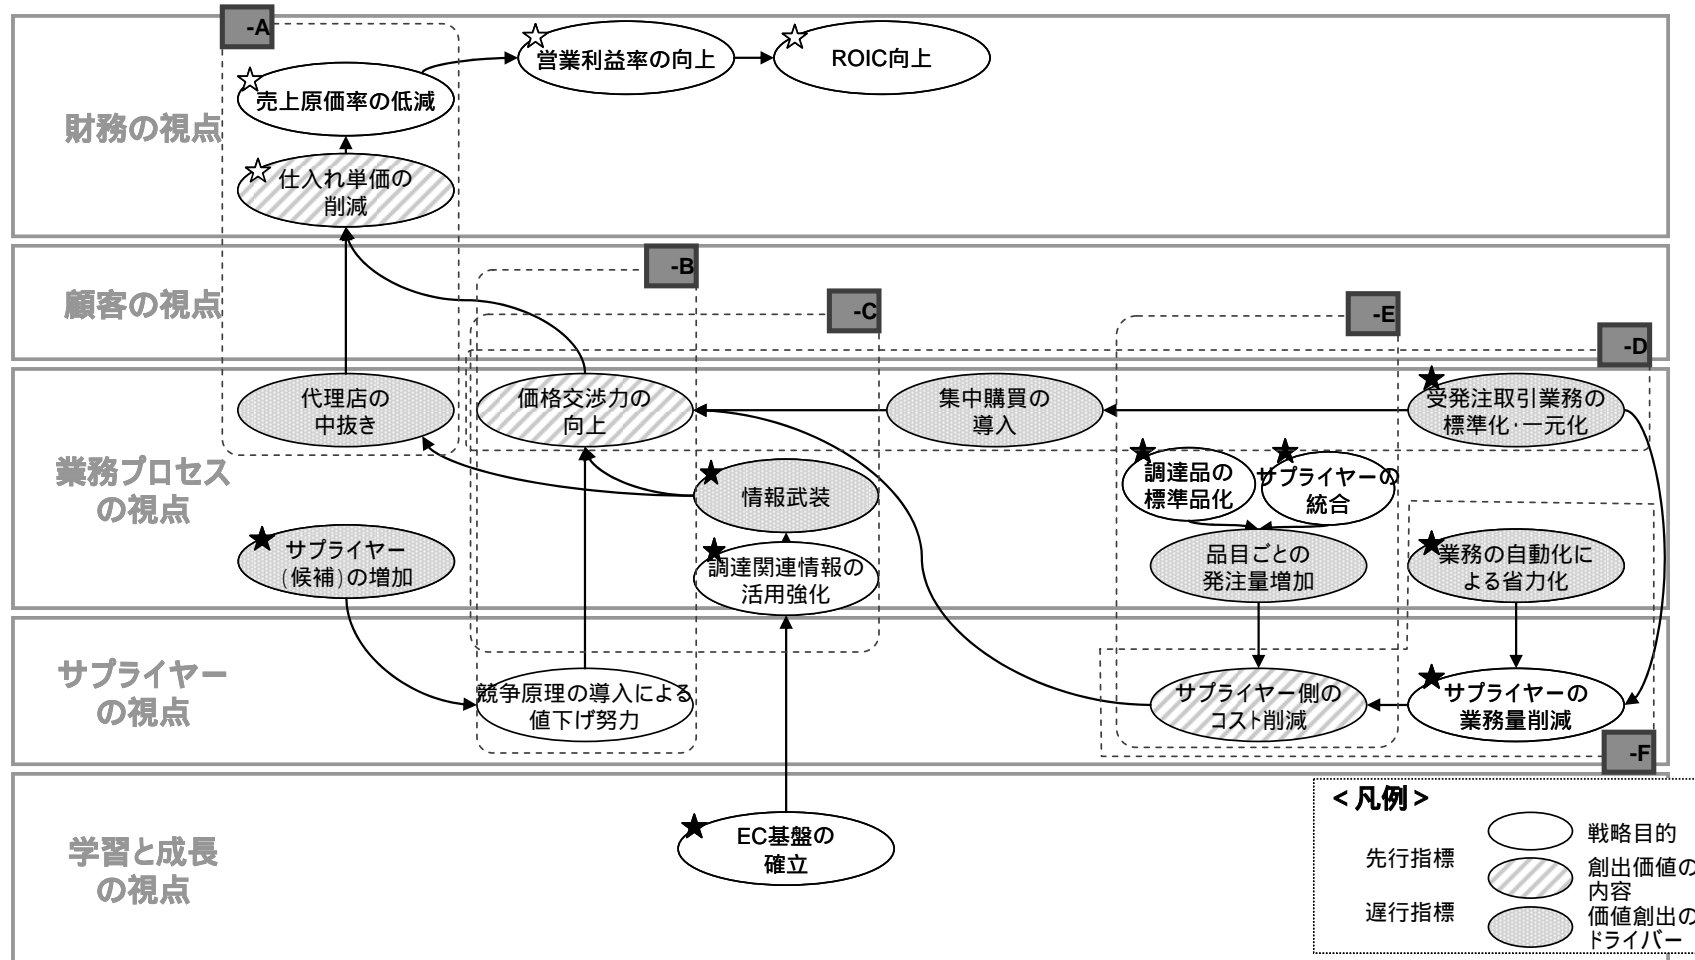 -A
営業利益率の向上
ROIC向上
売上原価率の低減
財務の視点
仕入れ単価の
削減
-B
顧客の視点
-C
-E
-D
代理店の
中抜き
価格交渉力の
向上
集中購買の
導入
受発注取引業務の
標準化・一元化
業務プロセス
の視点
情報武装
調達品の
標準品化
サプライヤーの
統合
サプライヤー
(候補)の増加
調達関連情報の
活用強化
品目ごとの
発注量増加
業務の自動化に
よる省力化
サプライヤー
の視点
競争原理の導入による
値下げ努力
サプライヤー側の
コスト削減
サプライヤーの
業務量削減
-F
学習と成長
の視点
EC基盤の
確立
<凡例>
先行指標
遅行指標
戦略目的
創出価値の
内容
価値創出の
ドライバー